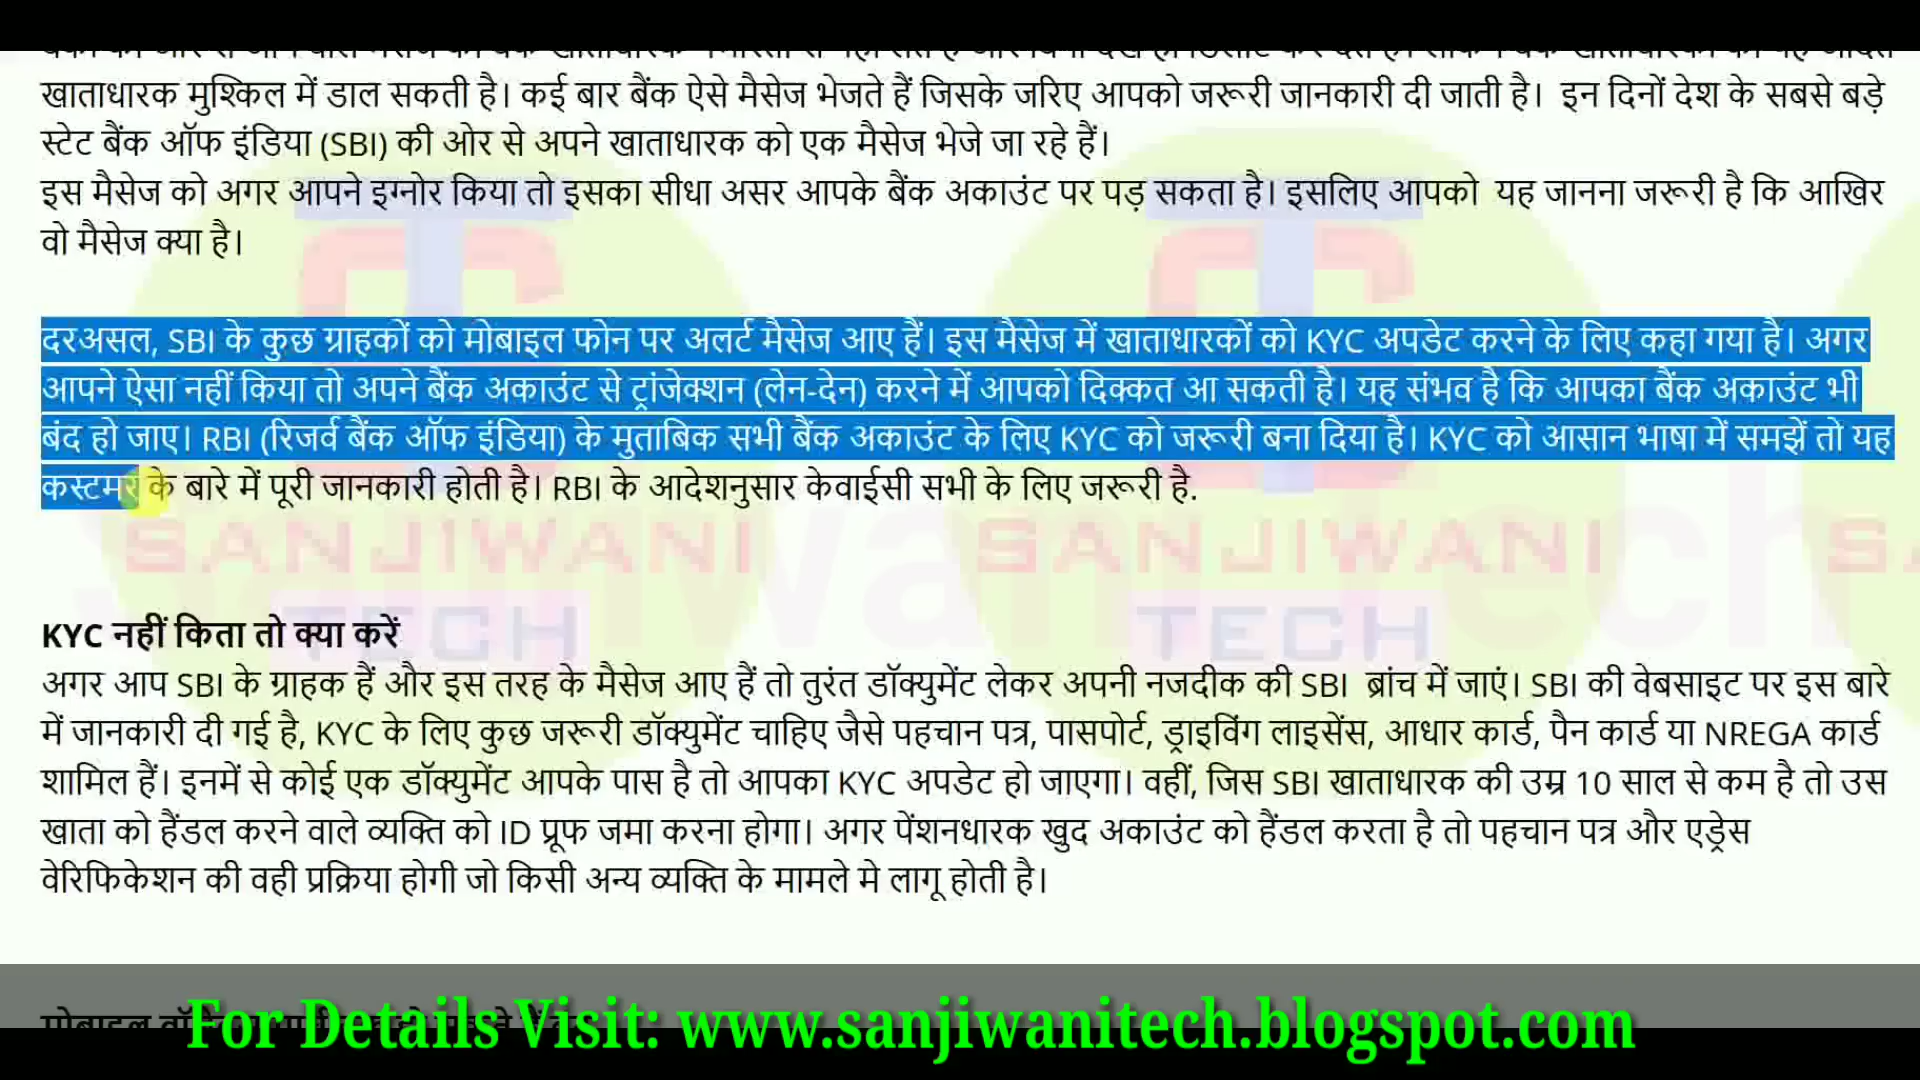 खाताधारक मुश्किल में डाल सकती है। कई बार बैंक ऐसे मैसेज भेजते हैं जिसके जरिए आपको जरूरी जानकारी दी जाती है।  इन दिनों देश के सबसे बड़े
स्टेट बैंक ऑफ इंडिया (SBI) की ओर से अपने खाताधारक को एक मैसेज भेजे जा रहे हैं।
इस मैसेज को अगर आपने इग्नोर किया तो इसका सीधा असर आपके बैंक अकाउंट पर पड़ सकता है। इसलिए आपको  यह जानना जरूरी है कि आखिर
वो मैसेज क्या है।
दरअसल, SBI के कुछ ग्राहकों को मोबाइल फोन पर अलर्ट मैसेज आए हैं। इस मैसेज में खाताधारकों को KYC अपडेट करने के लिए कहा गया है। अगर
आपने ऐसा नहीं किया तो अपने बैंक अकाउंट से ट्रांजेक्शन (लेन-देन) करने में आपको दिक्कत आ सकती है। यह संभव है कि आपका बैंक अकाउंट भी
बंद हो जाए। RBI (रिजर्व बैंक ऑफ इंडिया) के मुताबिक सभी बैंक अकाउंट के लिए KYC को जरूरी बना दिया है। KYC को आसान भाषा में समझें तो यह
कस्टमर के बारे में पूरी जानकारी होती है। RBI के आदेशनुसार केवाईसी सभी के लिए जरूरी है.
SANJIWANI SANJIWANI
TECH TECH
KYC नहीं किता तो क्या करें
अगर आप SBI के ग्राहक हैं और इस तरह के मैसेज आए हैं तो तुरंत डॉक्युमेंट लेकर अपनी नजदीक की SBI  ब्रांच में जाएं। SBI की वेबसाइट पर इस बारे
में जानकारी दी गई है, KYC के लिए कुछ जरूरी डॉक्युमेंट चाहिए जैसे पहचान पत्र, पासपोर्ट, ड्राइविंग लाइसेंस, आधार कार्ड, पैन कार्ड या NREGA कार्ड
शामिल हैं। इनमें से कोई एक डॉक्युमेंट आपके पास है तो आपका KYC अपडेट हो जाएगा। वहीं, जिस SBI खाताधारक की उम्र 10 साल से कम है तो उस
खाता को हैंडल करने वाले व्यक्ति को ID प्रूफ जमा करना होगा। अगर पेंशनधारक खुद अकाउंट को हैंडल करता है तो पहचान पत्र और एड्रेस
वेरिफिकेशन की वही प्रक्रिया होगी जो किसी अन्य व्यक्ति के मामले मे लागू होती है।
For Details Visit: www.sanjiwanitech.blogspot.com